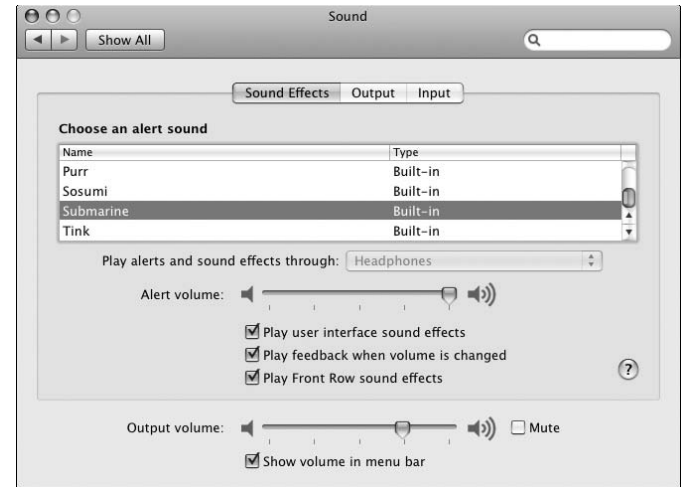 Sound
Show All
Sound Effects Output Input
Choose an alert sound
Name Type
Purr Built-in
Sosumi Built-in
Submarine Built-in
Tink Built-in
Play alerts and sound effects through: Headphones
Alert volume:
Play user interface sound effects
Play feedback when volume is changed
Play Front Row sound effects
?
Output volume: Mute
Show volume in menu bar